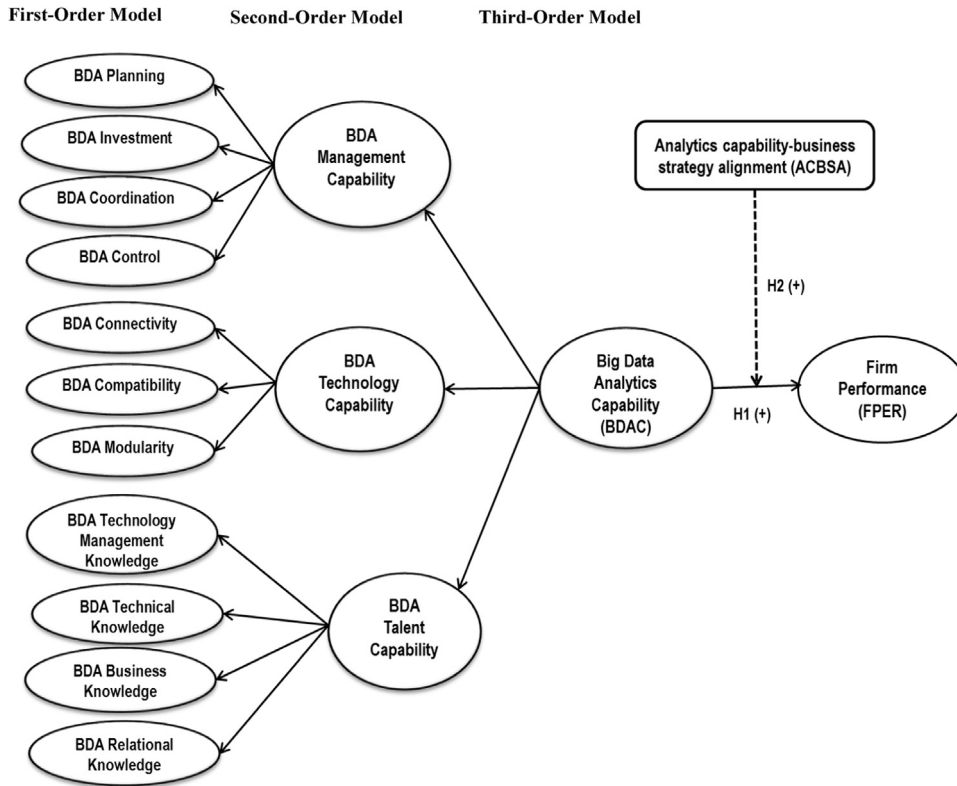 First-Order Model
Second-Order Model
Third-Order Model
BDA Planning
BDA Investment
BDA Coordination
BDA Control
BDA Connectivity
BDA Compatibility
BDA Modularity
BDA Technology
Management
Knowledge
BDA Technical
Knowledge
BDA Business
Knowledge
BDA Relational
Knowledge
BDA
Management
Capability
BDA
Technology
Capability
BDA
Talent
Capability
Big Data
Analytics
Capability
(BDAC)
Analytics capability-business
strategy alignment (ACBSA)
H2 (+)
H1 (+)
Firm
Performance
(FPER)